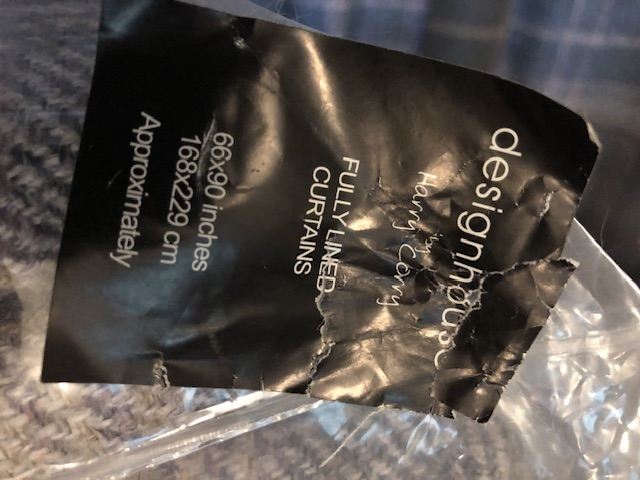 designhouse
Harry Corry
FULLY LINED
CURTAINS
66x90 inches
168x229 cm
Approximately